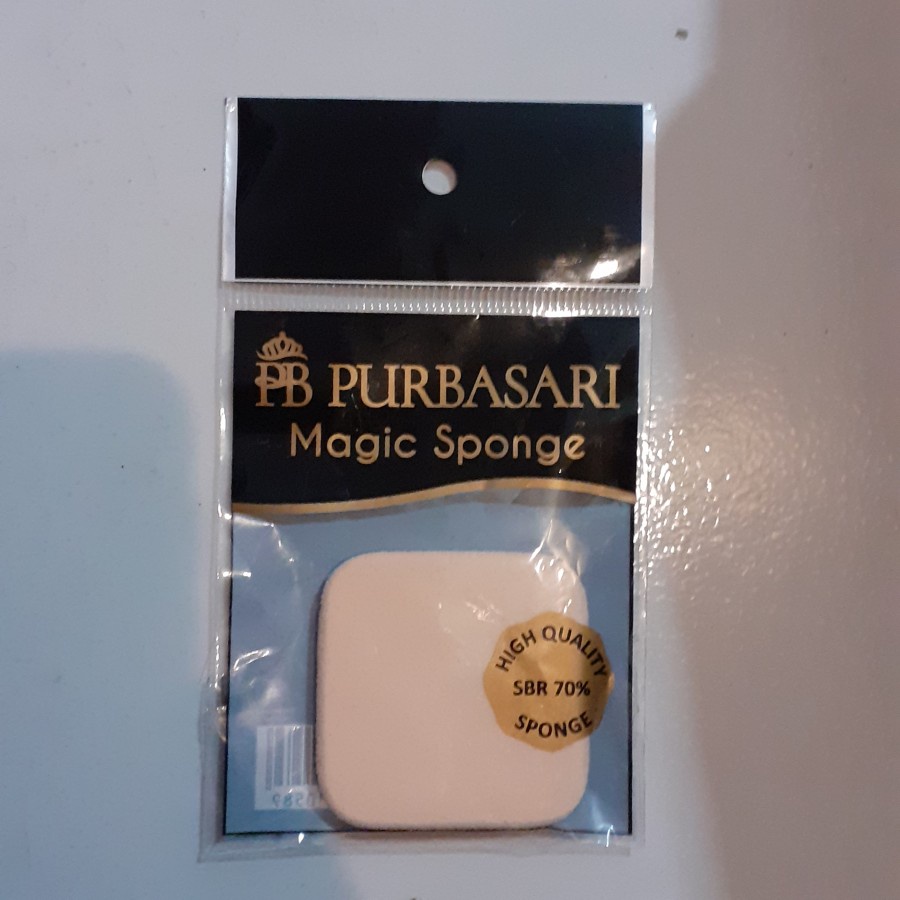 PB PURBASARI
Magic Sponge
HIGH QUALITY
SBR 70%
SPONGE